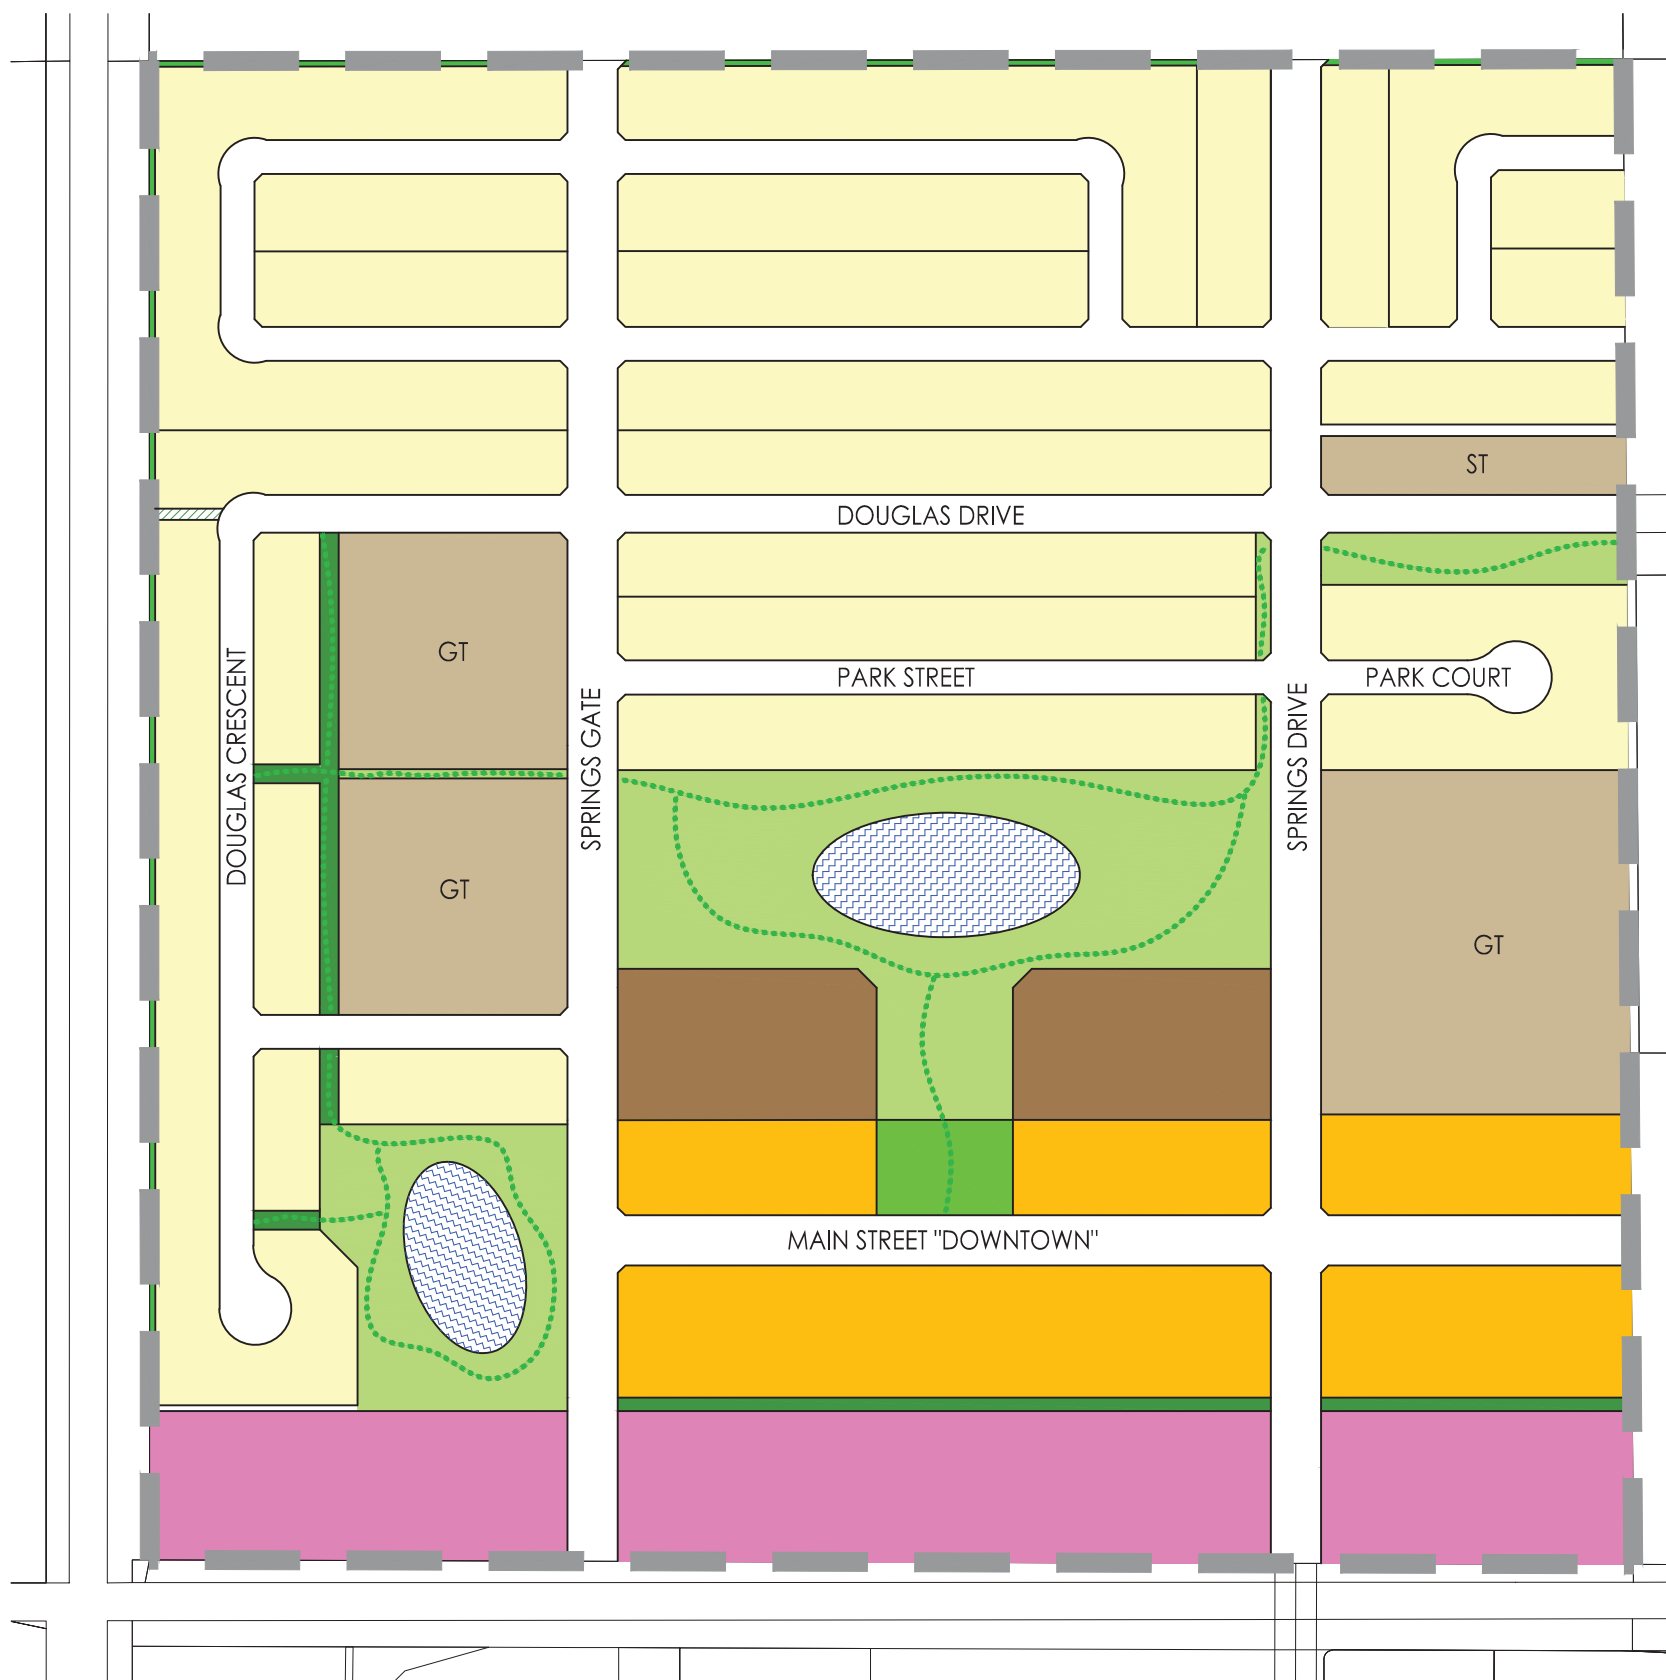 ST
DOUGLAS DRIVE
GT
DOUGLAS CRESCENT
SPRINGS GATE
PARK STREET
SPRINGS DRIVE
PARK COURT
GT
GT
MAIN STREET "DOWNTOWN"